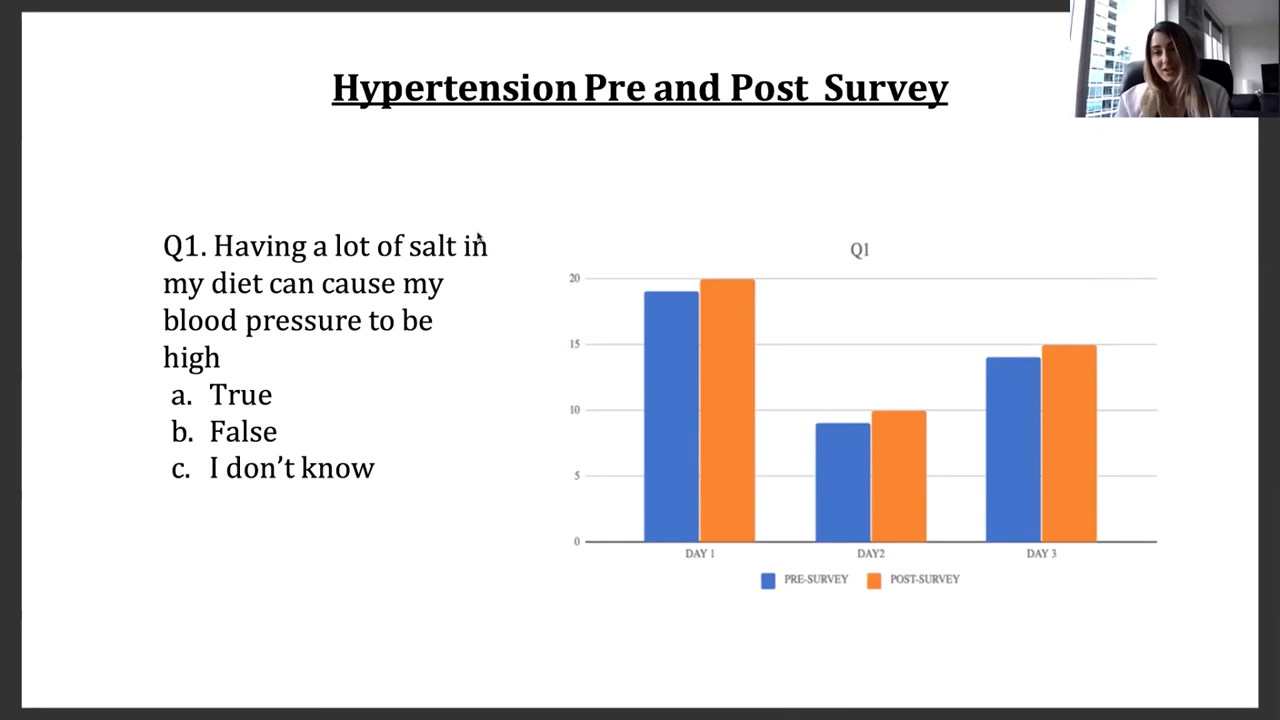 Hypertension Pre and Post Survey
Q1. Having a lot of salt in
my diet can cause my
blood pressure to be
high
a. True
b. False
c. I don't know
Q1
20
15
10
5
0
DAY 1 DAY2 DAY 3
PRE-SURVEY POST-SURVEY